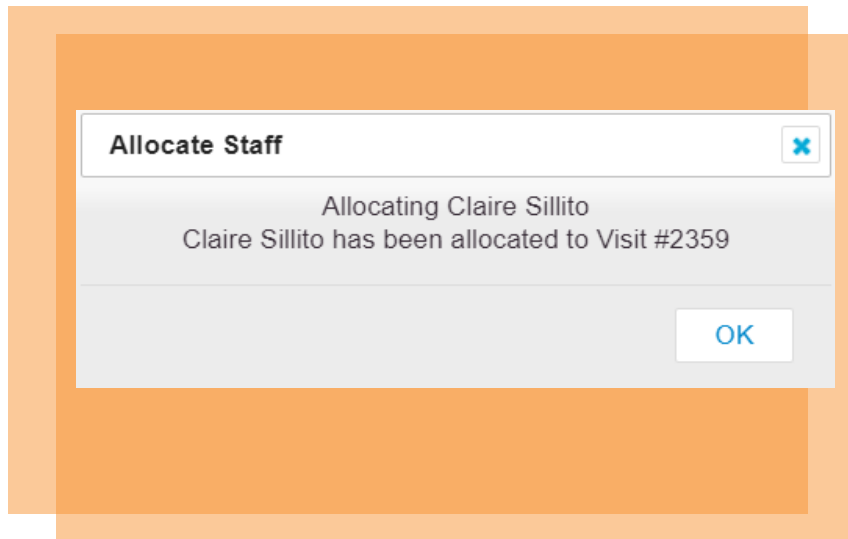 Allocate Staff
Allocating Claire Sillito
Claire Sillito has been allocated to Visit #2359
OK